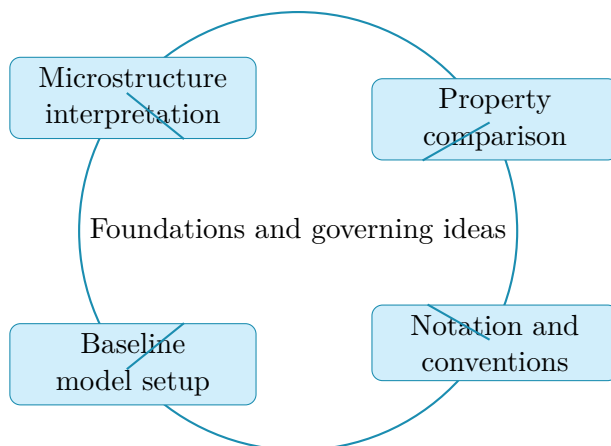 Microstructure
interpretation
Property
comparison
Foundations and governing ideas
Baseline
model setup
Notation and
conventions